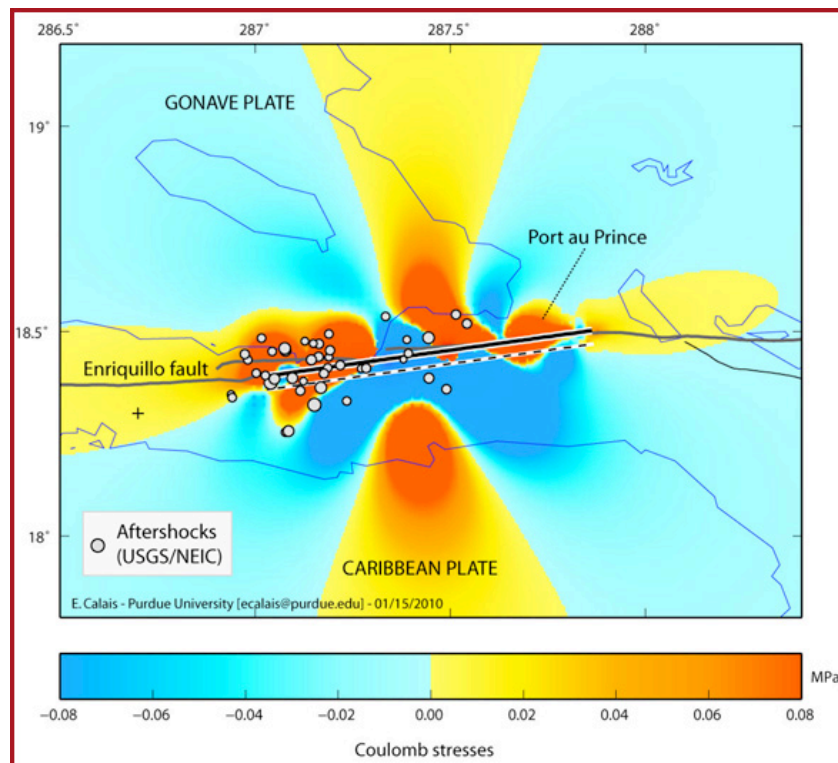 286.5°
287°
287.5°
288°
GONAVE PLATE
19°
Port au Prince
18.5°
Enriquillo fault
+
Aftershocks
(USGS/NEIC)
18°
CARIBBEAN PLATE
E. Calais - Purdue University [ecalais@purdue.edu] - 01/15/2010
MPa
−0.08 −0.06 −0.04 −0.02 0.00 0.02 0.04 0.06 0.08
Coulomb stresses